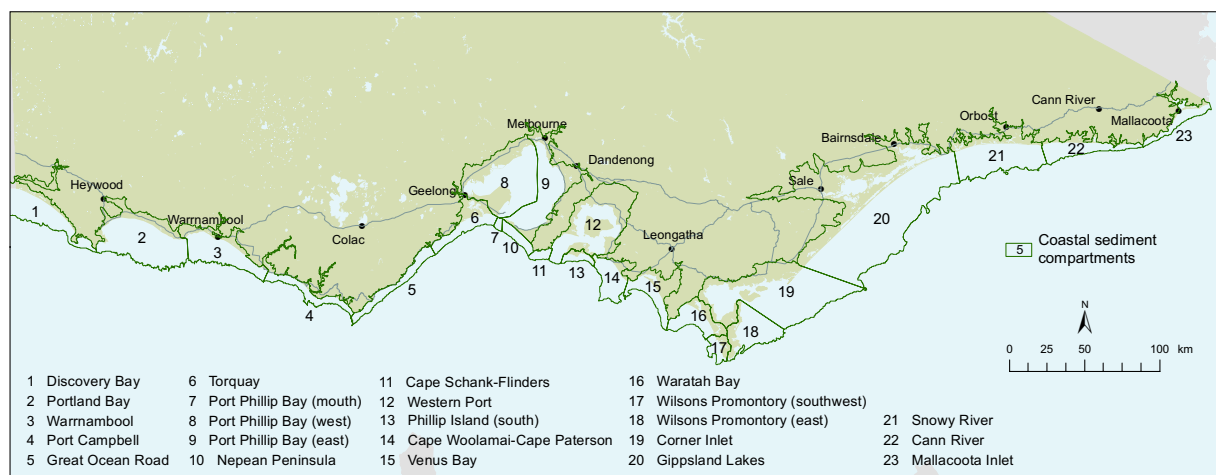 Cann River
Orbost
Mallacoota
23
Melbourne
Bairnsdale
21
22
Dandenong
Heywood
Geelong
8
9
Sale
1
6
20
Warrnambool
12
2
3
Colac
7
10
Leongatha
5
Coastal sediment
compartments
5
11
13
14
15
19
4
16
18
17
N
0 25 50 100 km
1 Discovery Bay
2 Portland Bay
3 Warrnambool
4 Port Campbell
5 Great Ocean Road
6 Torquay
7 Port Phillip Bay (mouth)
8 Port Phillip Bay (west)
9 Port Phillip Bay (east)
10 Nepean Peninsula
11 Cape Schank-Flinders
12 Western Port
13 Phillip Island (south)
14 Cape Woolamai-Cape Paterson
15 Venus Bay
16 Waratah Bay
17 Wilsons Promontory (southwest)
18 Wilsons Promontory (east)
19 Corner Inlet
20 Gippsland Lakes
21 Snowy River
22 Cann River
23 Mallacoota Inlet